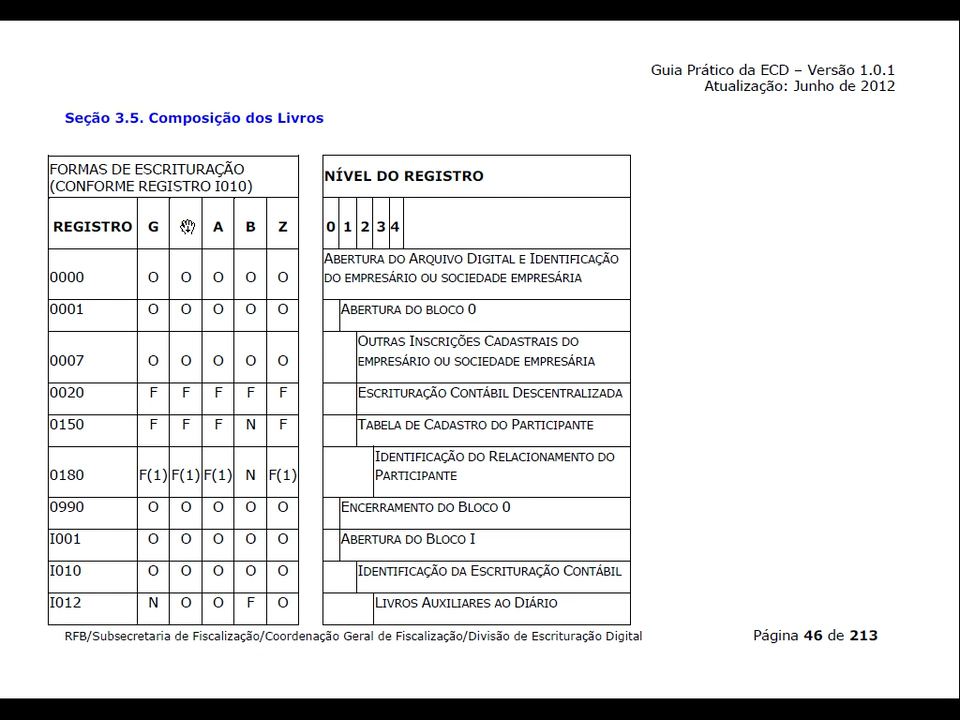 Guia Prático da ECD – Versão 1.0.1
Atualização: Junho de 2012
Seção 3.5. Composição dos Livros
FORMAS DE ESCRITURAÇÃO
(CONFORME REGISTRO I010)
NÍVEL DO REGISTRO
REGISTRO G A B Z 0 1 2 3 4
0000 O O O O O
ABERTURA DO ARQUIVO DIGITAL E IDENTIFICAÇÃO
DO EMPRESÁRIO OU SOCIEDADE EMPRESÁRIA
0001 O O O O O ABERTURA DO BLOCO 0
0007 O O O O O
OUTRAS INSCRIÇÕES CADASTRAIS DO
EMPRESÁRIO OU SOCIEDADE EMPRESÁRIA
0020 F F F F F ESCRITURAÇÃO CONTÁBIL DESCENTRALIZADA
0150 F F F N F TABELA DE CADASTRO DO PARTICIPANTE
0180 F(1) F(1) F(1) N F(1)
IDENTIFICAÇÃO DO RELACIONAMENTO DO
PARTICIPANTE
0990 O O O O O ENCERRAMENTO DO BLOCO 0
I001 O O O O O ABERTURA DO BLOCO I
I010 O O O O O IDENTIFICAÇÃO DA ESCRITURAÇÃO CONTÁBIL
I012 N O O F O LIVROS AUXILIARES AO DIÁRIO
RFB/Subsecretaria de Fiscalização/Coordenação Geral de Fiscalização/Divisão de Escrituração Digital
Página 46 de 213